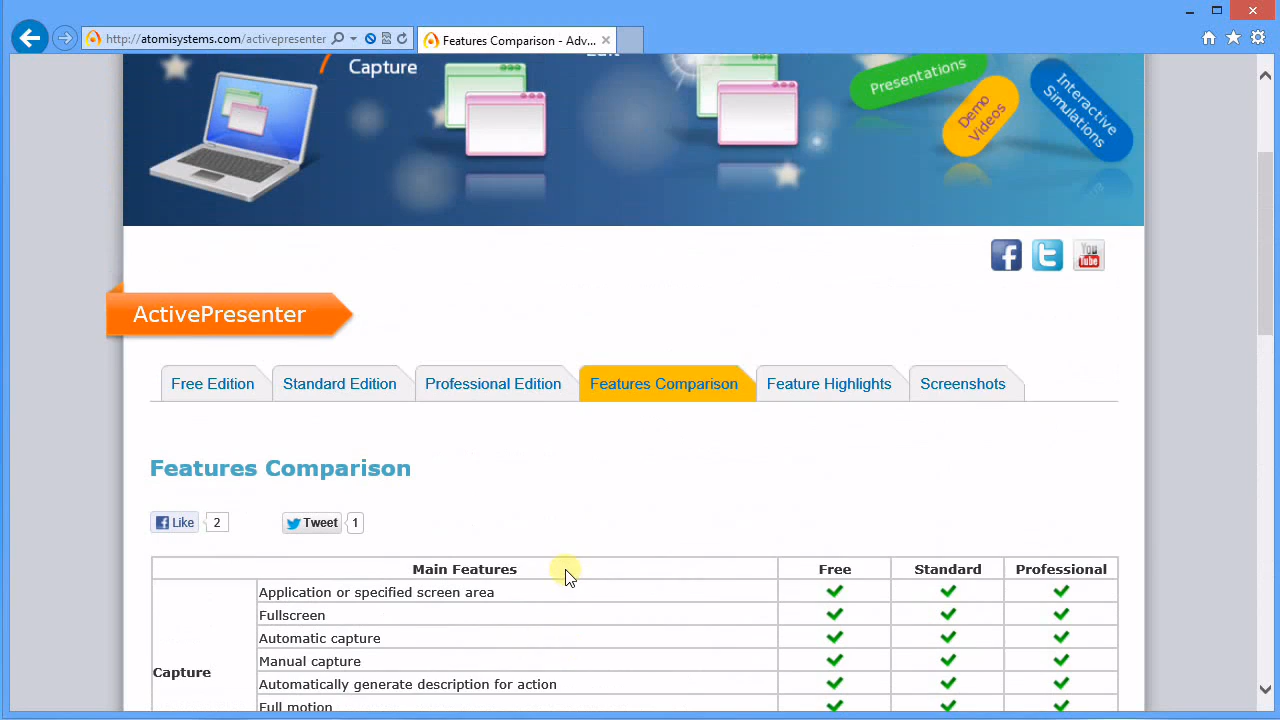 http://atomisystems.com/activepresenter
Features Comparison - Adv...
Capture
Presentations
Demo
Videos
Interactive
Simulations
You
Tube
ActivePresenter
Free Edition
Standard Edition
Professional Edition
Features Comparison
Feature Highlights
Screenshots
Features Comparison
Like 2
Tweet 1
Main Features Free Standard Professional
Application or specified screen area
Fullscreen
Automatic capture
Manual capture
Capture
Automatically generate description for action
Full motion